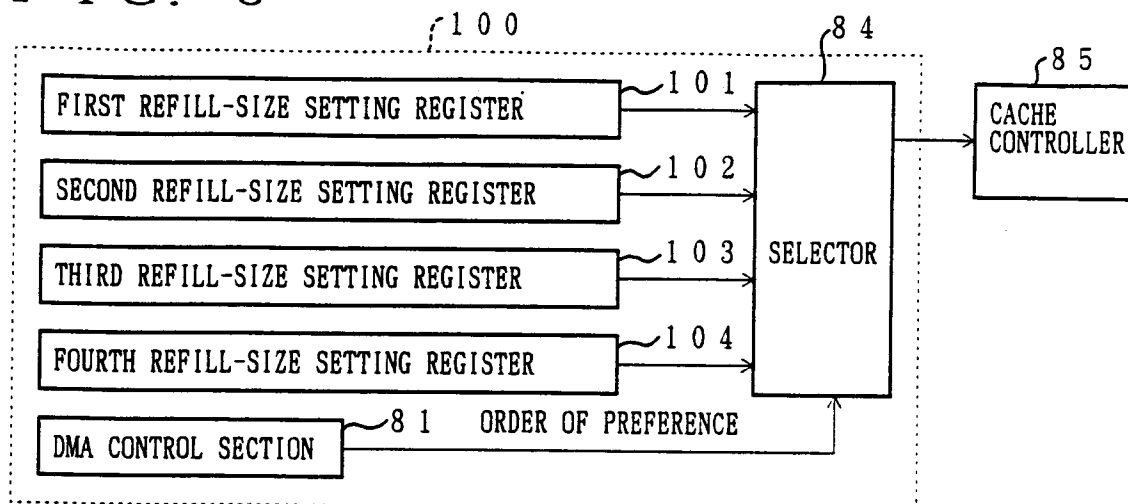 100
84
85
FIRST REFILL-SIZE SETTING REGISTER
101
CACHE
CONTROLLER
SECOND REFILL-SIZE SETTING REGISTER
102
THIRD REFILL-SIZE SETTING REGISTER
103
SELECTOR
FOURTH REFILL-SIZE SETTING REGISTER
104
DMA CONTROL SECTION
81
ORDER OF PREFERENCE